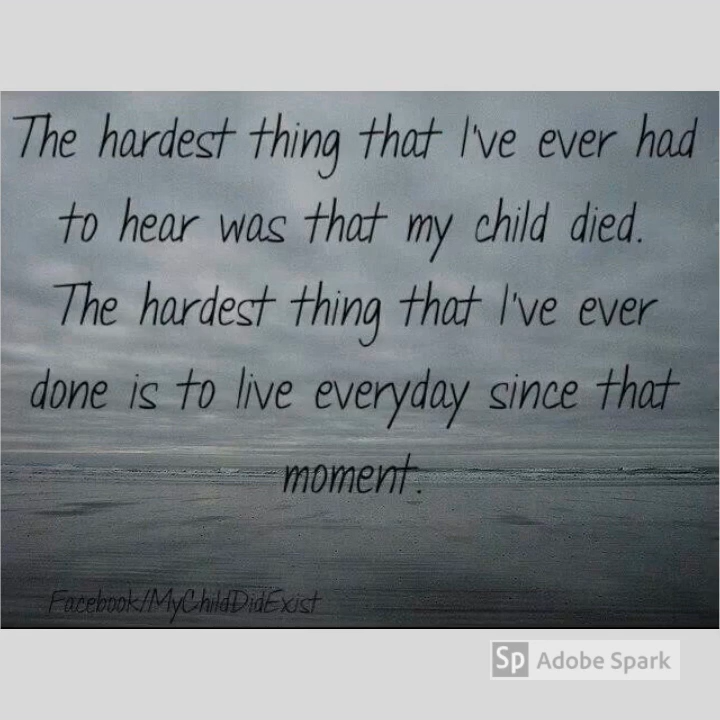 The hardest thing that I've ever had
to hear was that my child died.
The hardest thing that I've ever
done is to live everyday since that
moment.
Facebook/MyChildDidExist
Sp Adobe Spark